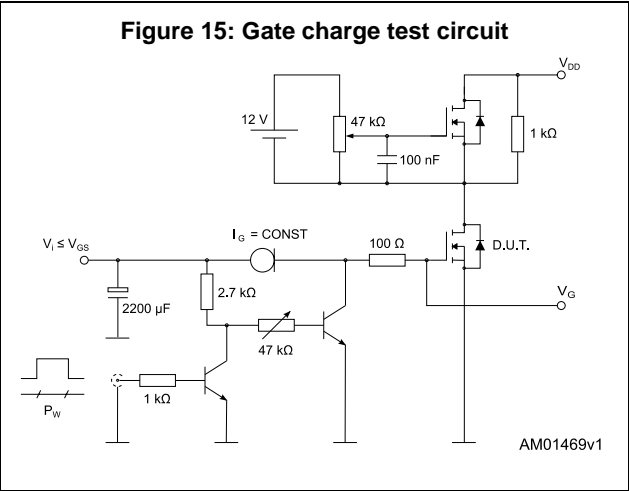 Figure 15: Gate charge test circuit
V_DD
12 V
47 kΩ
1 kΩ
100 nF
I_G = CONST
V_i ≤ V_GS
100 Ω
D.U.T.
2.7 kΩ
2200 μF
V_G
47 kΩ
1 kΩ
P_W
AM01469v1